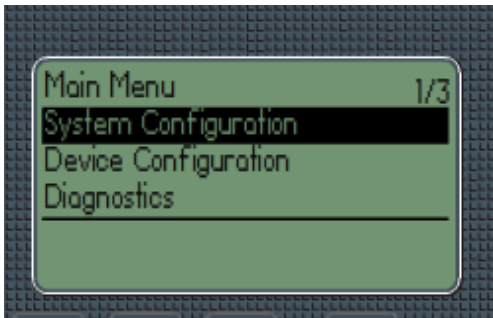 Main Menu 1/3
System Configuration
Device Configuration
Diagnostics